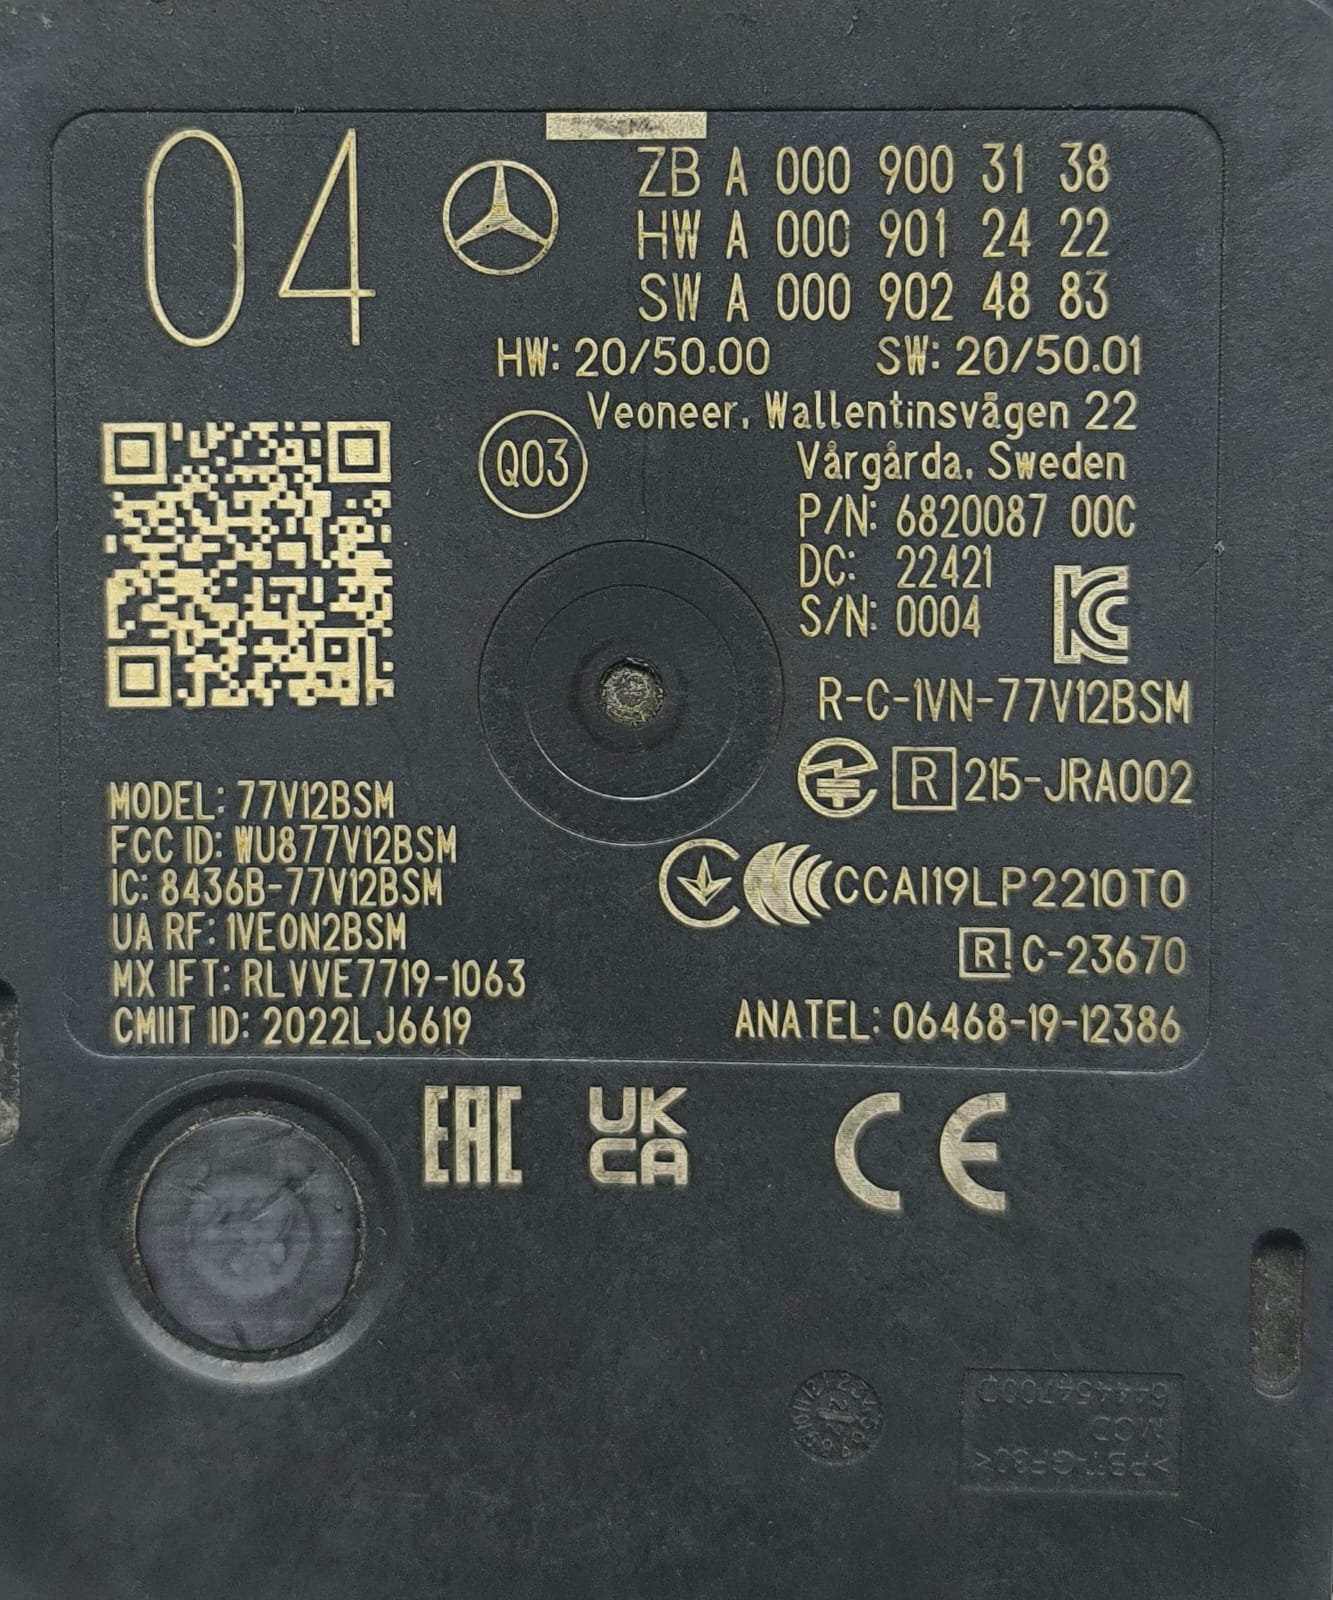 04
ZB A 000 900 31 38
HW A 000 901 24 22
SW A 000 902 48 83
HW: 20/50.00 SW: 20/50.01
Veoneer, Wallentinsvägen 22
Q03
Vårgårda, Sweden
P/N: 6820087 00C
DC: 22421
S/N: 0004
R-C-1VN-77V12BSM
R 215-JRA002
MODEL: 77V12BSM
FCC ID: WU877V12BSM
IC: 8436B-77V12BSM
UA RF: 1VEON2BSM
MX IFT: RLVVE7719-1063
CMIIT ID: 2022LJ6619
CCAI19LP2210T0
R! C-23670
ANATEL: 06468-19-12386
EAC
UK
CA
CE